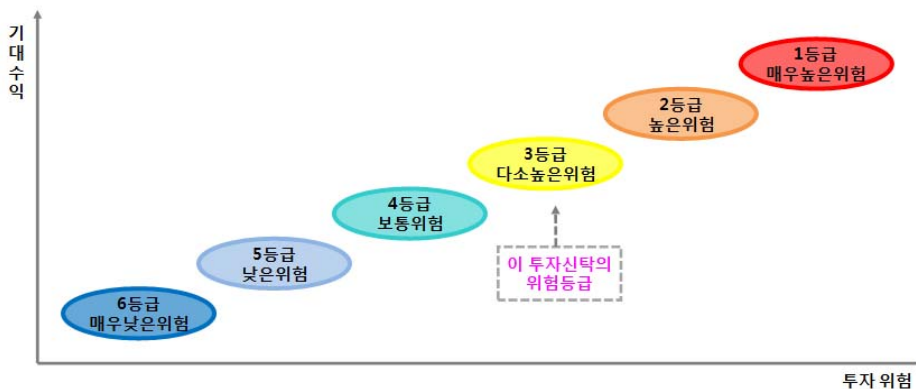 기대수익
1등급
매우높은위험
2등급
높은위험
3등급
다소높은위험
4등급
보통위험
5등급
낮은위험
6등급
매우낮은위험
이 투자신탁의
위험등급
투자 위험